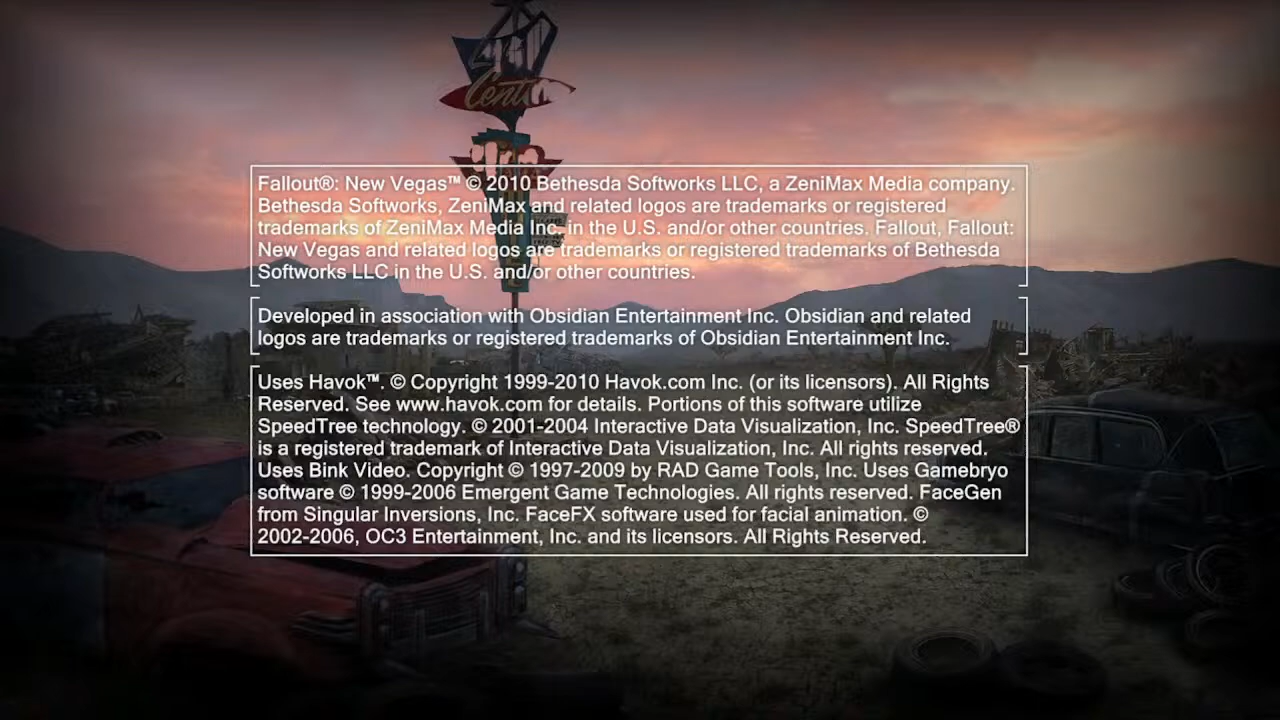 Cent
Fallout®: New Vegas™ © 2010 Bethesda Softworks LLC, a ZeniMax Media company.
Bethesda Softworks, ZeniMax and related logos are trademarks or registered
trademarks of ZeniMax Media Inc. in the U.S. and/or other countries. Fallout, Fallout:
New Vegas and related logos are trademarks or registered trademarks of Bethesda
Softworks LLC in the U.S. and/or other countries.
Developed in association with Obsidian Entertainment Inc. Obsidian and related
logos are trademarks or registered trademarks of Obsidian Entertainment Inc.
Uses Havok™. © Copyright 1999-2010 Havok.com Inc. (or its licensors). All Rights
Reserved. See www.havok.com for details. Portions of this software utilize
SpeedTree technology. © 2001-2004 Interactive Data Visualization, Inc. SpeedTree®
is a registered trademark of Interactive Data Visualization, Inc. All rights reserved.
Uses Bink Video. Copyright © 1997-2009 by RAD Game Tools, Inc. Uses Gamebryo
software © 1999-2006 Emergent Game Technologies. All rights reserved. FaceGen
from Singular Inversions, Inc. FaceFX software used for facial animation. ©
2002-2006, OC3 Entertainment, Inc. and its licensors. All Rights Reserved.